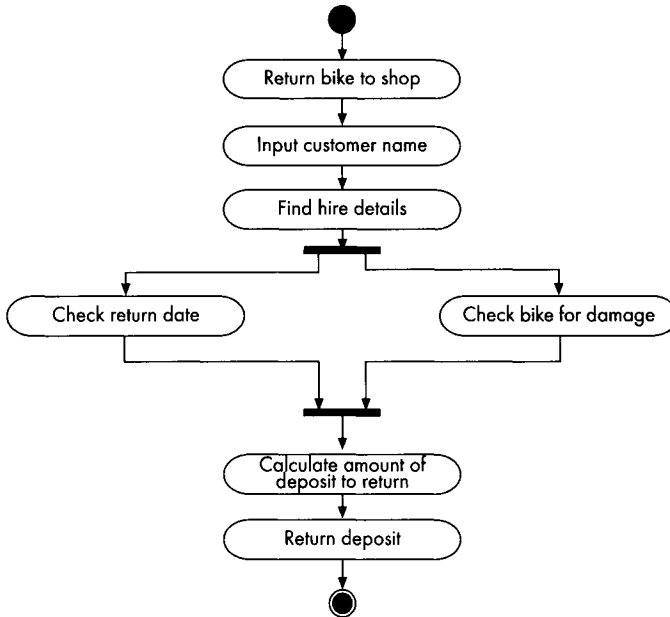 Return bike to shop
Input customer name
Find hire details
Check return date
Check bike for damage
Calculate amount of
deposit to return
Return deposit